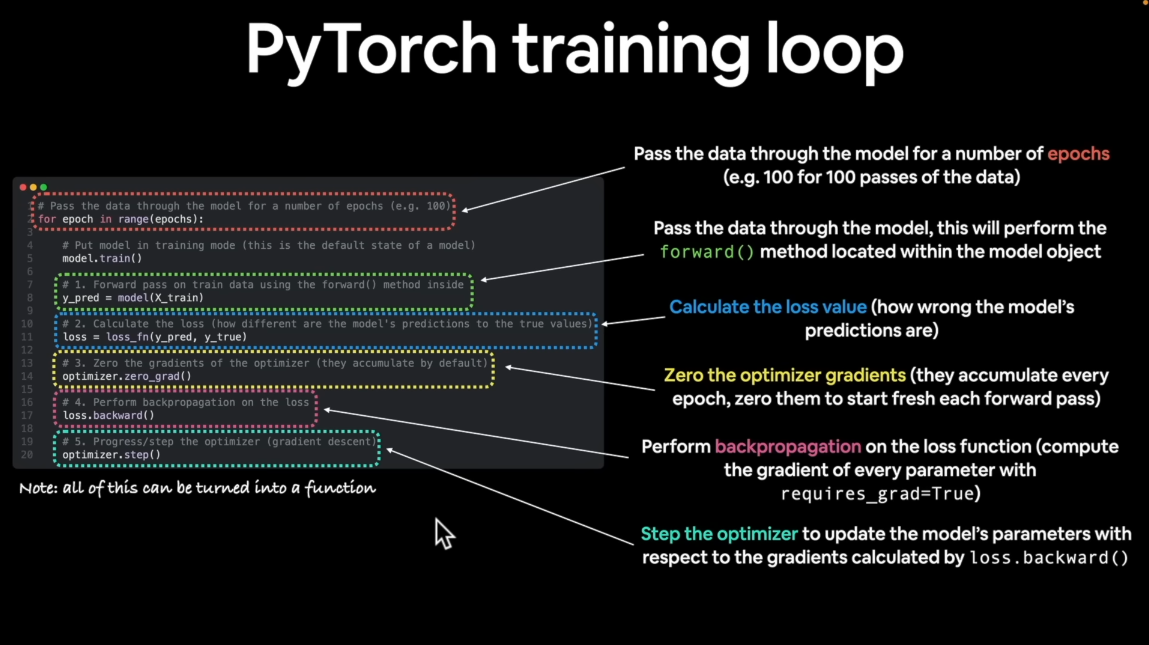 PyTorch training loop
1 # Pass the data through the model for a number of epochs (e.g. 100)
2 for epoch in range(epochs):
3
4 # Put model in training mode (this is the default state of a model)
5 model.train()
6
7 # 1. Forward pass on train data using the forward() method inside
8 y_pred = model(X_train)
9
10 # 2. Calculate the loss (how different are the model's predictions to the true values)
11 loss = loss_fn(y_pred, y_true)
12
13 # 3. Zero the gradients of the optimizer (they accumulate by default)
14 optimizer.zero_grad()
15
16 # 4. Perform backpropagation on the loss
17 loss.backward()
18
19 # 5. Progress/step the optimizer (gradient descent)
20 optimizer.step()
Note: all of this can be turned into a function
Pass the data through the model for a number of epochs
(e.g. 100 for 100 passes of the data)
Pass the data through the model, this will perform the
forward() method located within the model object
Calculate the loss value (how wrong the model's
predictions are)
Zero the optimizer gradients (they accumulate every
epoch, zero them to start fresh each forward pass)
Perform backpropagation on the loss function (compute
the gradient of every parameter with
requires_grad=True)
Step the optimizer to update the model's parameters with
respect to the gradients calculated by loss.backward()